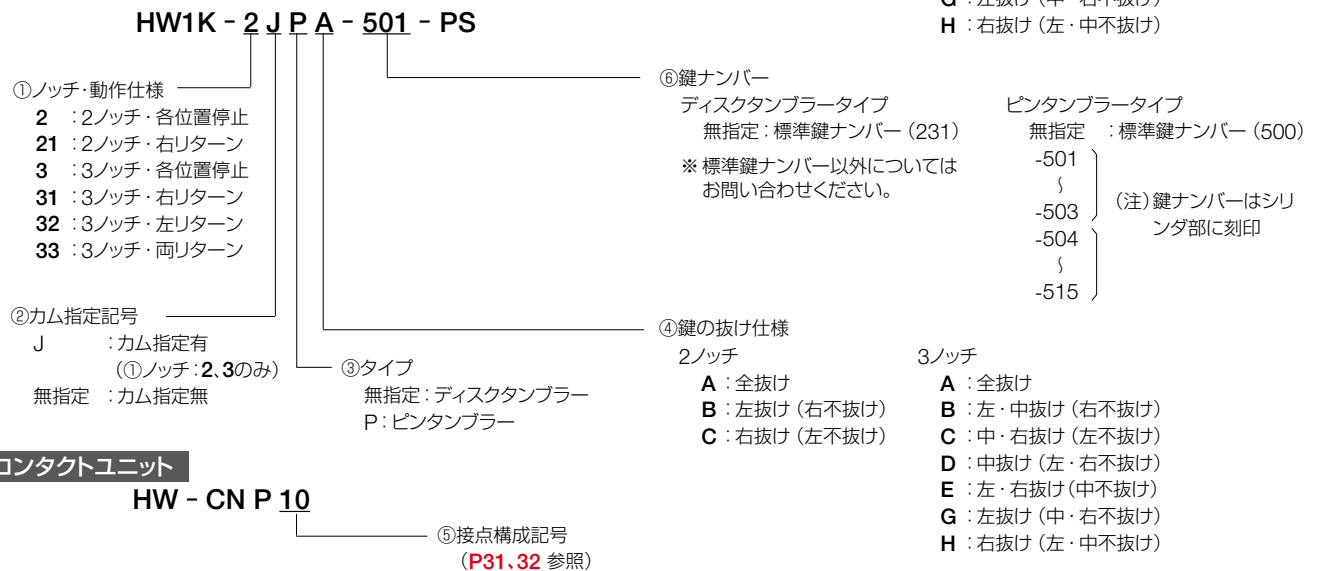 G：左抜け（中・右不抜け）
H：右抜け（左・中不抜け）
HW1K - 2 J P A - 501 - PS
①ノッチ・動作仕様
2：2ノッチ・各位置停止
21：2ノッチ・右リターン
3：3ノッチ・各位置停止
31：3ノッチ・右リターン
32：3ノッチ・左リターン
33：3ノッチ・両リターン
⑥鍵ナンバー
ディスクタンブラータイプ
無指定：標準鍵ナンバー（231）
※標準鍵ナンバー以外については
お問い合わせください。
ピンタンブラータイプ
無指定：標準鍵ナンバー（500）
-501
〜
-503
-504
〜
-515
（注）鍵ナンバーはシリ
ンダ部に刻印
②カム指定記号
J：カム指定有
（①ノッチ：2、3のみ）
無指定：カム指定無
③タイプ
無指定：ディスクタンブラー
P：ピンタンブラー
④鍵の抜け仕様
2ノッチ
A：全抜け
B：左抜け（右不抜け）
C：右抜け（左不抜け）
3ノッチ
A：全抜け
B：左・中抜け（右不抜け）
C：中・右抜け（左不抜け）
D：中抜け（左・右不抜け）
E：左・右抜け（中不抜け）
G：左抜け（中・右不抜け）
H：右抜け（左・中不抜け）
コンタクトユニット
HW - CN P 10
⑤接点構成記号
（P31、32 参照）